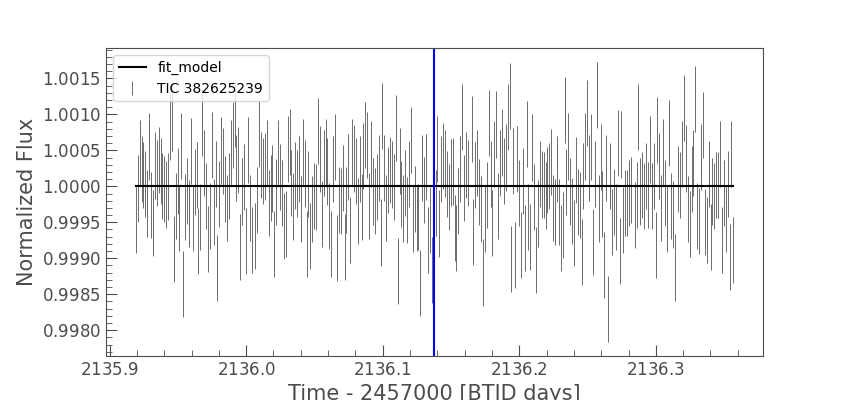 fit_model
TIC 382625239
1.0015
1.0010
1.0005
1.0000
0.9995
0.9990
0.9985
0.9980
Normalized Flux
2135.9 2136.0 2136.1 2136.2 2136.3
Time - 2457000 [BTJD days]